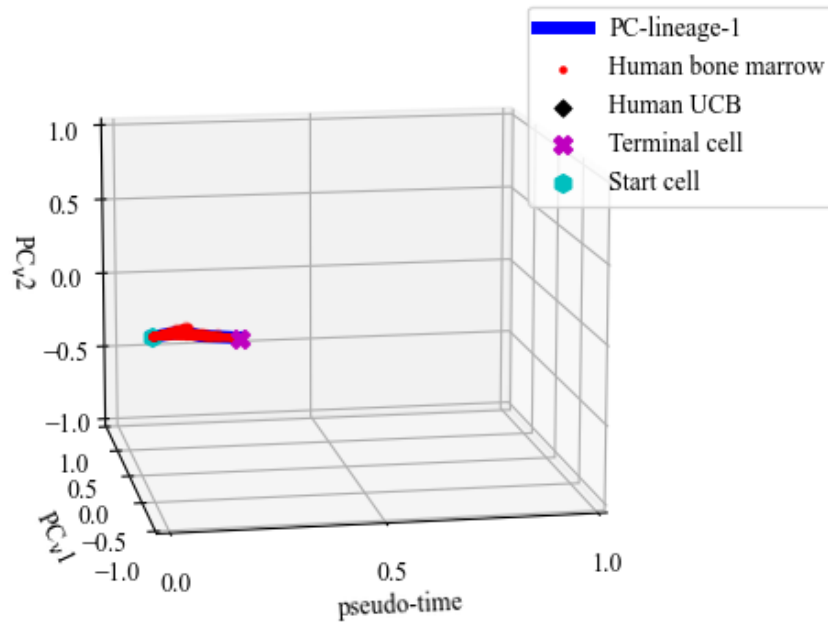 PC-lineage-1
Human bone marrow
Human UCB
Terminal cell
Start cell
1.0
0.5
0.0
−0.5
−1.0
PCv2
1.0
0.5
0.0
−0.5
−1.0
PCv1
0.0
0.5
1.0
pseudo-time